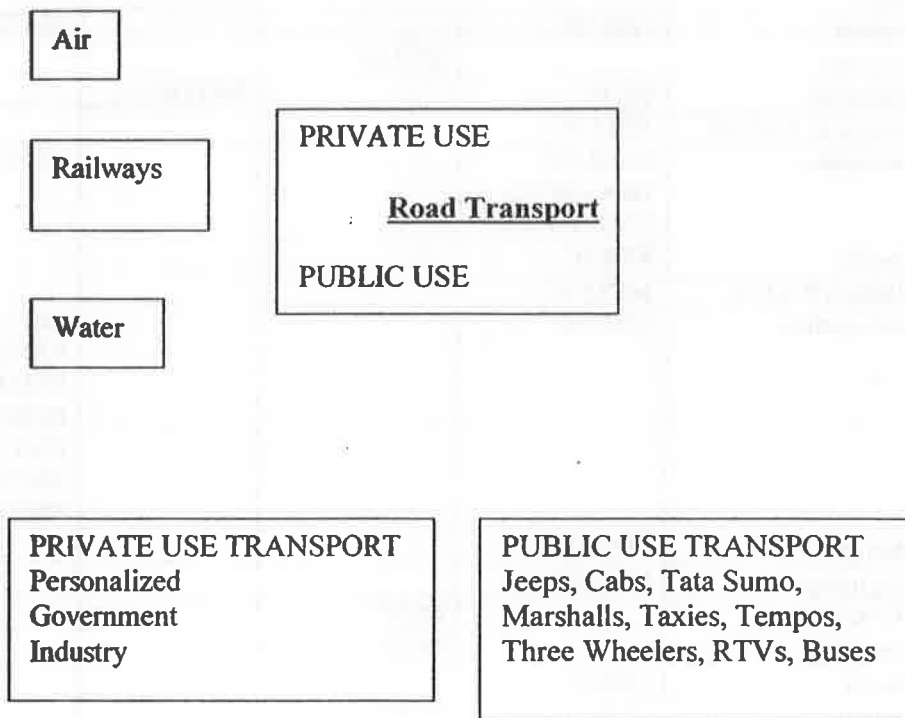 Air
Railways
Water
PRIVATE USE
Road Transport
PUBLIC USE
PRIVATE USE TRANSPORT
Personalized
Government
Industry
PUBLIC USE TRANSPORT
Jeeps, Cabs, Tata Sumo,
Marshalls, Taxies, Tempos,
Three Wheelers, RTVs, Buses